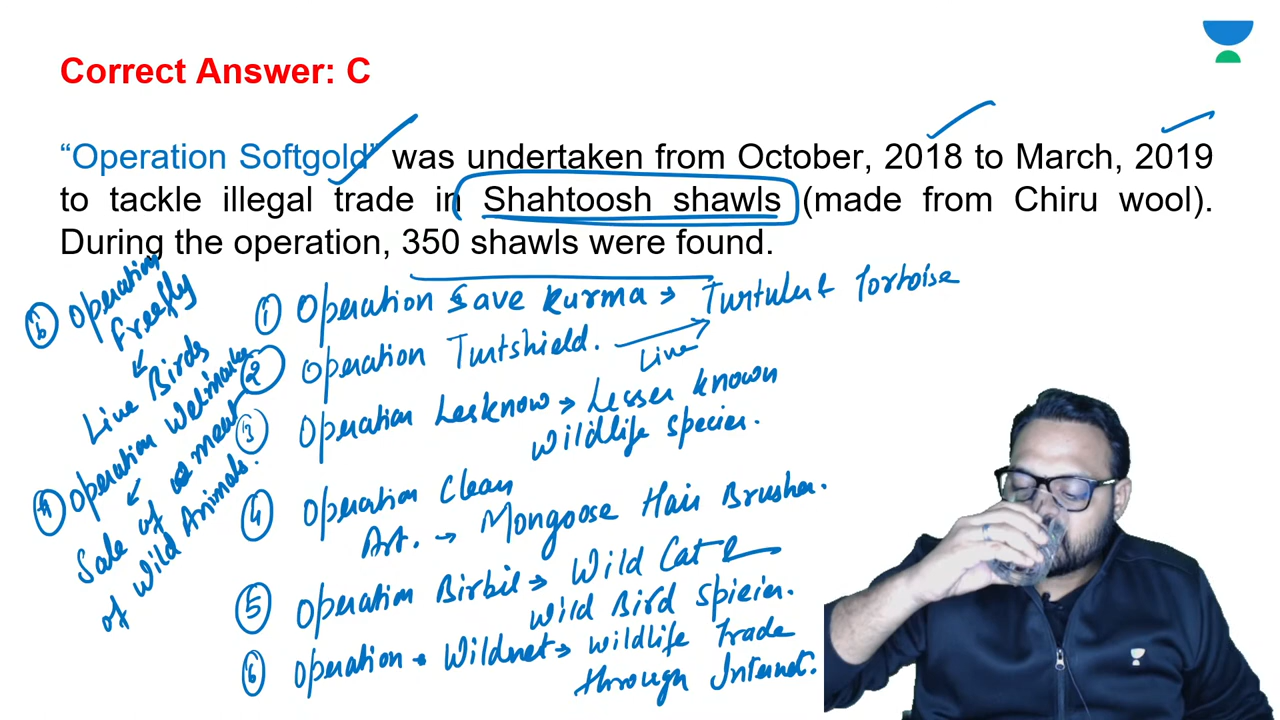 Correct Answer: C
“Operation Softgold” was undertaken from October, 2018 to March, 2019
to tackle illegal trade in Shahtoosh shawls (made from Chiru wool).
During the operation, 350 shawls were found.
① Operation Save Kurma → Turtule & Tortoise
② Operation Turtshield. → Live
③ Operation Lesknow → Lesser known
wildlife species.
④ Operation Clean
Art. → Mongoose Hair Brushes.
⑤ Operation Birbil → Wild Cat &
wild Bird Spicies.
⑥ Operation → Wildnet → wildlife Trade
through Internet.
⑥ Operation
Freefly
Live Birds
Operation Wetmarks
Sale of meat
of Wild Animals.